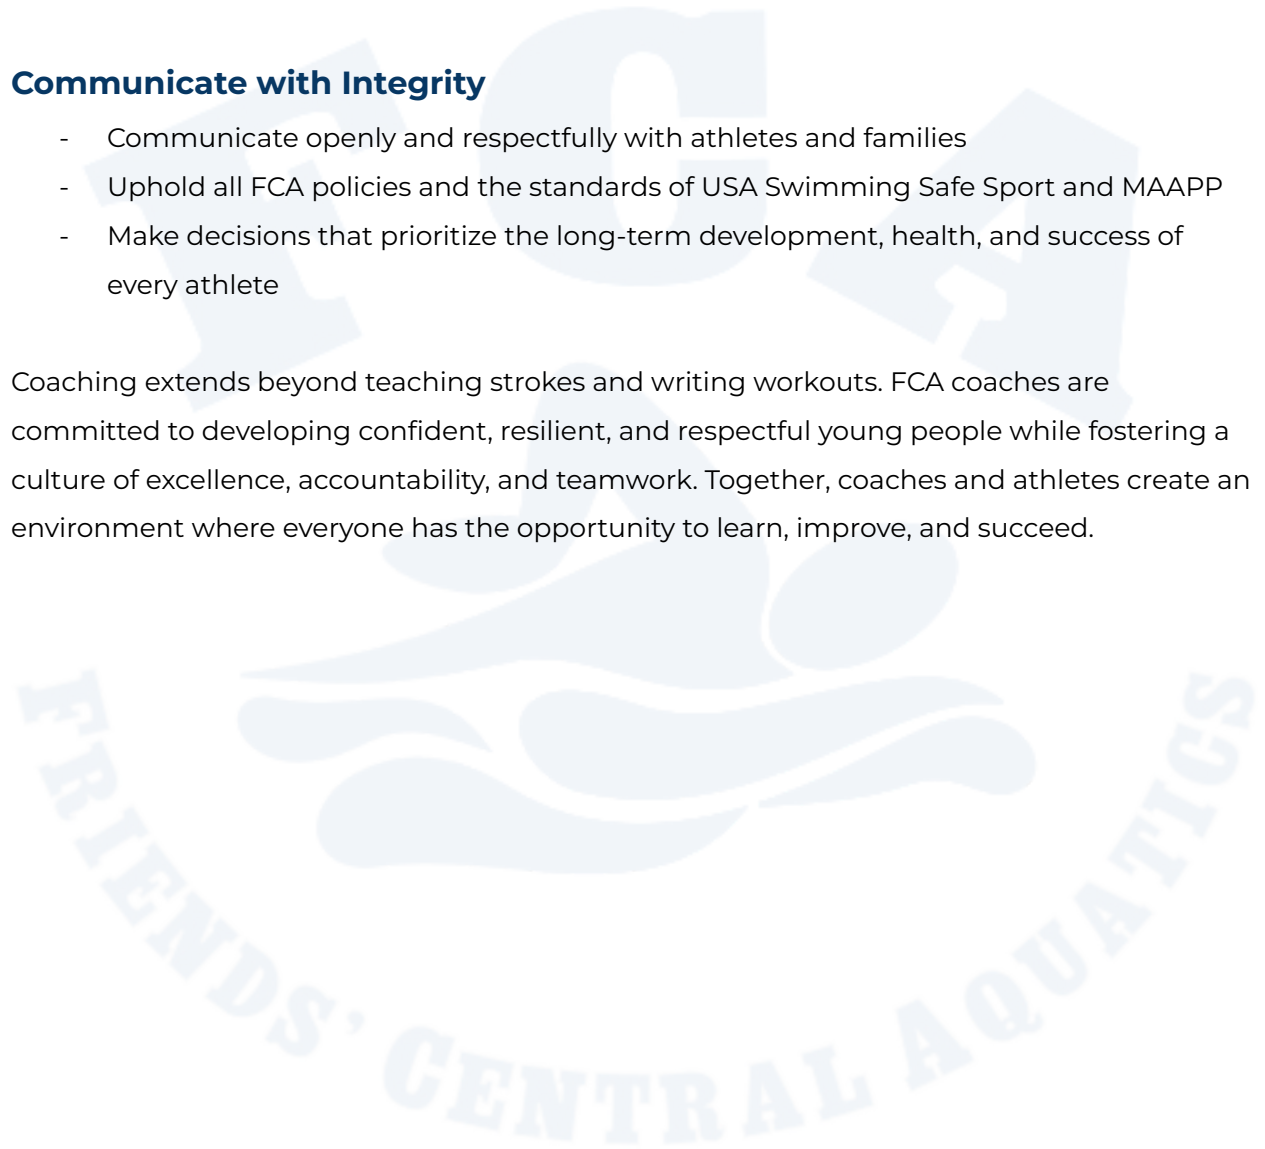 Communicate with Integrity
- Communicate openly and respectfully with athletes and families
- Uphold all FCA policies and the standards of USA Swimming Safe Sport and MAAPP
- Make decisions that prioritize the long-term development, health, and success of
every athlete
Coaching extends beyond teaching strokes and writing workouts. FCA coaches are
committed to developing confident, resilient, and respectful young people while fostering a
culture of excellence, accountability, and teamwork. Together, coaches and athletes create an
environment where everyone has the opportunity to learn, improve, and succeed.
FCA
FRIENDS' CENTRAL AQUATICS